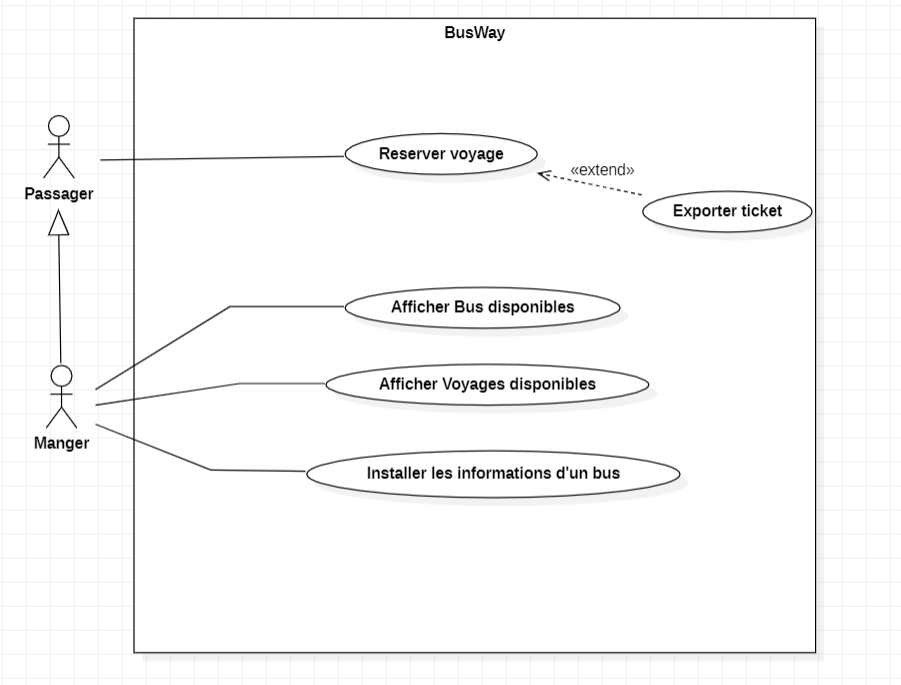 BusWay
Reserver voyage
«extend»
Passager
Exporter ticket
Afficher Bus disponibles
Afficher Voyages disponibles
Manger
Installer les informations d'un bus